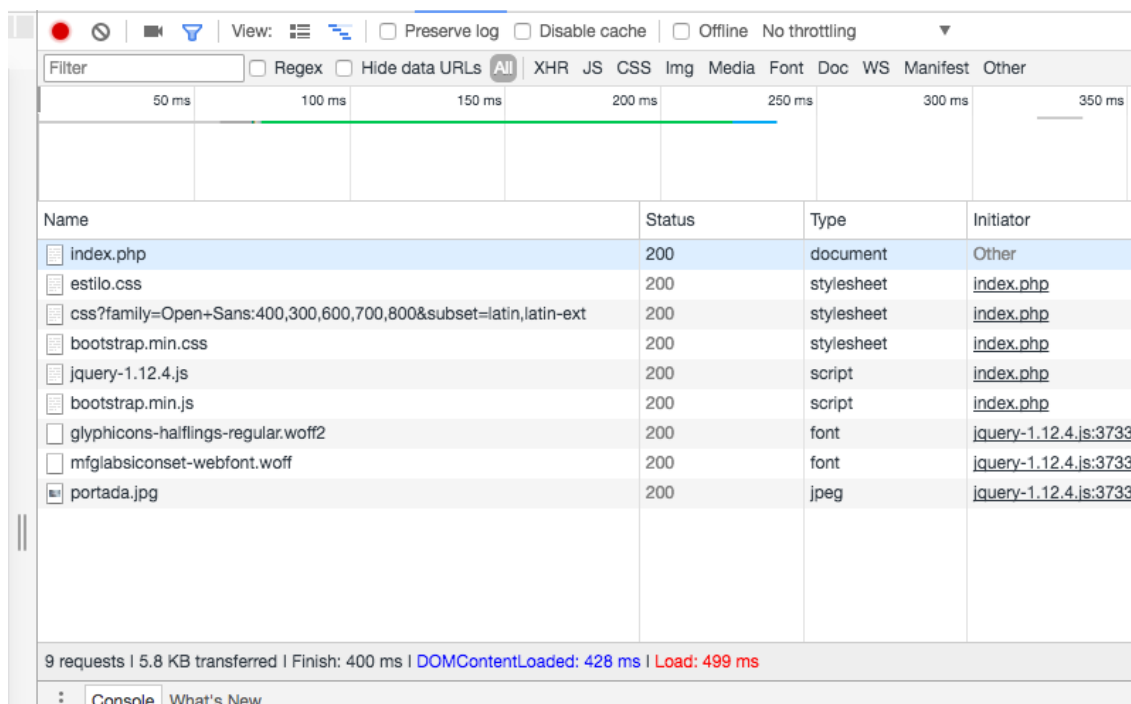 View: Preserve log Disable cache Offline No throttling
Filter Regex Hide data URLs All XHR JS CSS Img Media Font Doc WS Manifest Other
50 ms 100 ms 150 ms 200 ms 250 ms 300 ms 350 ms
Name Status Type Initiator
index.php 200 document Other
estilo.css 200 stylesheet index.php
css?family=Open+Sans:400,300,600,700,800&subset=latin,latin-ext 200 stylesheet index.php
bootstrap.min.css 200 stylesheet index.php
jquery-1.12.4.js 200 script index.php
bootstrap.min.js 200 script index.php
glyphicons-halflings-regular.woff2 200 font jquery-1.12.4.js:3733
mfglabsiconset-webfont.woff 200 font jquery-1.12.4.js:3733
portada.jpg 200 jpeg jquery-1.12.4.js:3733
9 requests | 5.8 KB transferred | Finish: 400 ms | DOMContentLoaded: 428 ms | Load: 499 ms
Console What's New